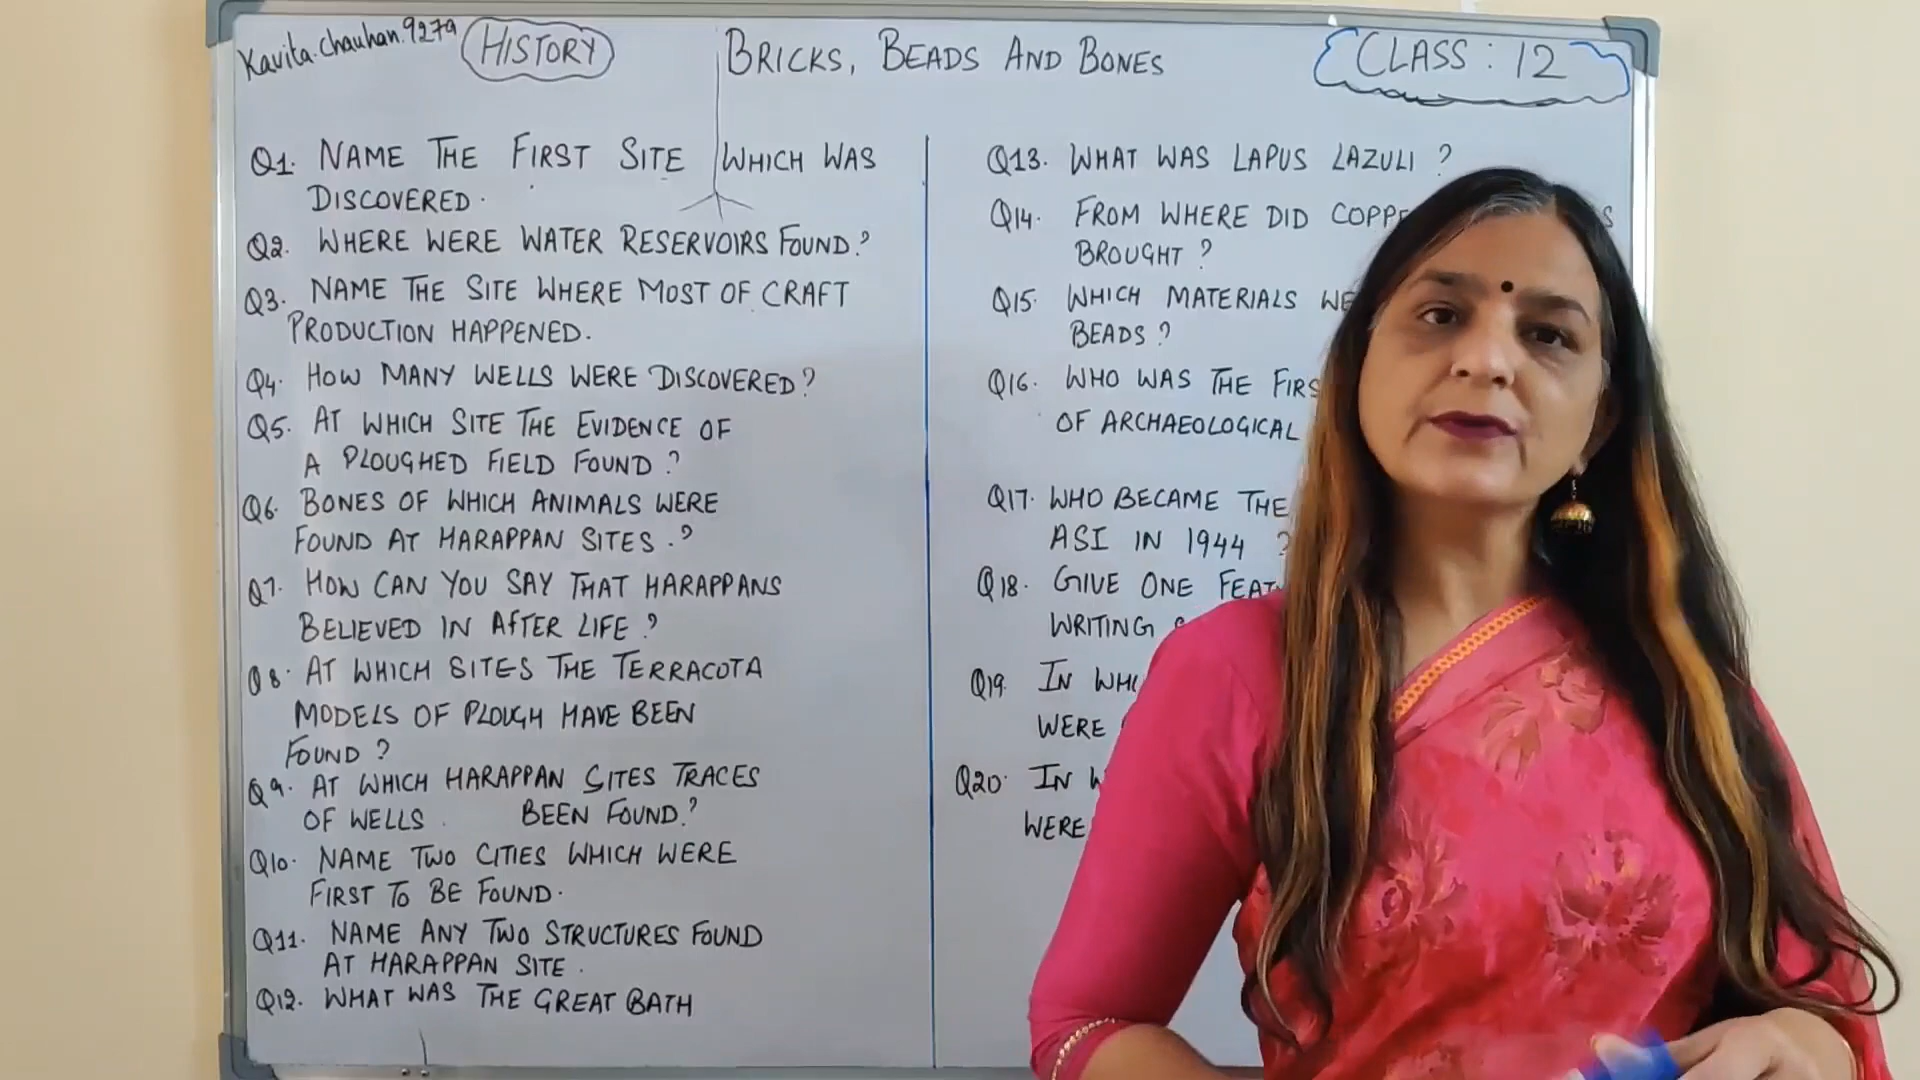 Kavita.chauhan.9279
HISTORY
BRICKS, BEADS AND BONES
CLASS : 12
Q1. NAME THE FIRST SITE WHICH WAS
DISCOVERED.
Q2. WHERE WERE WATER RESERVOIRS FOUND?
Q3. NAME THE SITE WHERE MOST OF CRAFT
PRODUCTION HAPPENED.
Q4. HOW MANY WELLS WERE DISCOVERED?
Q5. AT WHICH SITE THE EVIDENCE OF
A PLOUGHED FIELD FOUND?
Q6. BONES OF WHICH ANIMALS WERE
FOUND AT HARAPPAN SITES.?
Q7. HOW CAN YOU SAY THAT HARAPPANS
BELIEVED IN AFTER LIFE?
Q8. AT WHICH SITES THE TERRACOTA
MODELS OF PLOUGH HAVE BEEN
FOUND?
Q9. AT WHICH HARAPPAN SITES TRACES
OF WELLS BEEN FOUND?
Q10. NAME TWO CITIES WHICH WERE
FIRST TO BE FOUND.
Q11. NAME ANY TWO STRUCTURES FOUND
AT HARAPPAN SITE.
Q12. WHAT WAS THE GREAT BATH
Q13. WHAT WAS LAPUS LAZULI?
Q14. FROM WHERE DID
BROUGHT?
Q15. WHICH MATERIALS
BEADS?
Q16. WHO WAS THE
OF ARCHAEOLOGICAL
Q17. WHO BECAME THE
ASI IN 1944 ?
Q18. GIVE ONE
WRITING
Q19. IN
WERE
Q20. IN
WERE